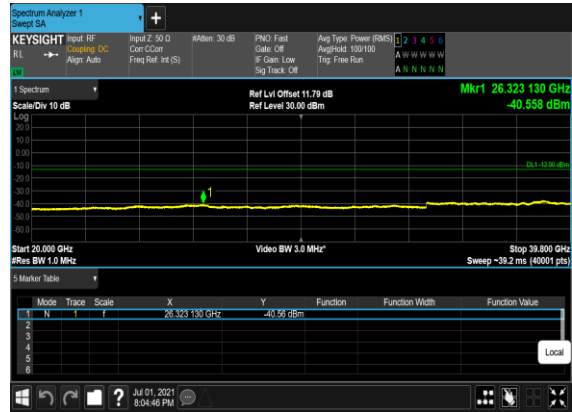 Spectrum Analyzer 1
Swept SA
KEYSIGHT Input: RF Input Z: 50 Ω #Atten: 30 dB PNO: Fast Avg Type: Power (RMS) 1 2 3 4 5 6
RL Coupling: DC Corr CCorr Gate: Off Avg|Hold: 100/100 A W W W W W
Align: Auto Freq Ref: Int (S) IF Gain: Low Trig: Free Run A N N N N N
Sig Track: Off
1 Spectrum Ref Lvl Offset 11.79 dB Mkr1 26.323 130 GHz
Scale/Div 10 dB Ref Level 30.00 dBm -40.558 dBm
Log
20.0
10.0
0.00
-10.0 DL1 -13.00 dBm
-20.0
-30.0 1
-40.0
-50.0
-60.0
Start 20.000 GHz Video BW 3.0 MHz* Stop 39.800 GHz
#Res BW 1.0 MHz Sweep ~39.2 ms (40001 pts)
5 Marker Table
Mode Trace Scale X Y Function Function Width Function Value
1 N 1 f 26.323 130 GHz -40.56 dBm
2
3
4
5
6
Local
? Jul 01, 2021
8:04:46 PM